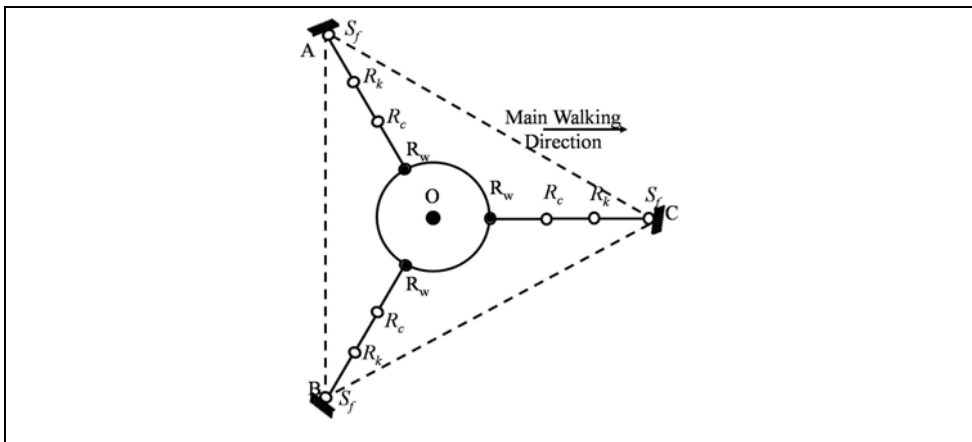 S_f
A
R_k
R_c
Main Walking
Direction
R_w
O
R_w
R_c
R_k
S_f
C
R_w
R_c
R_k
B
S_f